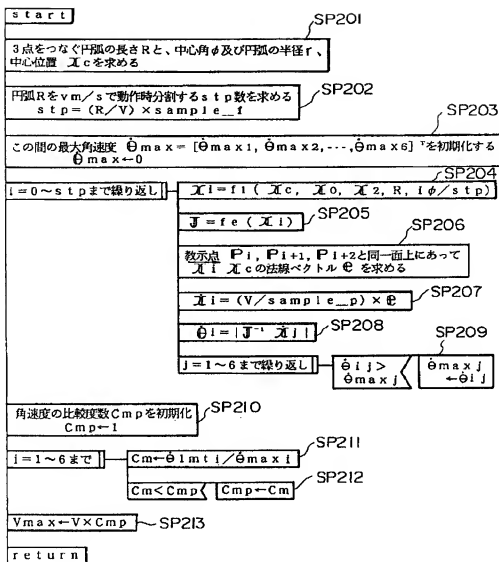 start
SP201
3点をつなぐ円弧の長さRと、中心角φ及び円弧の半径r、
中心位置 Xcを求める
SP202
円弧Rをvm/sで動作時分割するstp数を求める
stp=(R/V)×sample_f
SP203
この間の最大角速度 Θ̇max=[Θ̇max1, Θ̇max2, ---, Θ̇max6]ᵀを初期化する
Θ̇max←0
SP204
i=0~stpまで繰り返し
Xi=f1(Xc, X0, X2, R, Iφ/stp)
SP205
J=fe(Xi)
SP206
教示点 Pi, Pi+1, Pi+2と同一面上にあって
Xi Xcの法線ベクトル e を求める
SP207
Ẋi=(V/sample_p)×e
SP208
Θ̇i=|J⁻¹ Ẋj|
SP209
j=1~6まで繰り返し
Θ̇ij>
Θ̇maxj
Θ̇maxj
←Θ̇ij
SP210
角速度の比較度数Cmpを初期化
Cmp←1
SP211
i=1~6まで
Cm←Θ̇lmti/Θ̇maxi
SP212
Cm<Cmp
Cmp←Cm
Vmax←V×Cmp
SP213
return